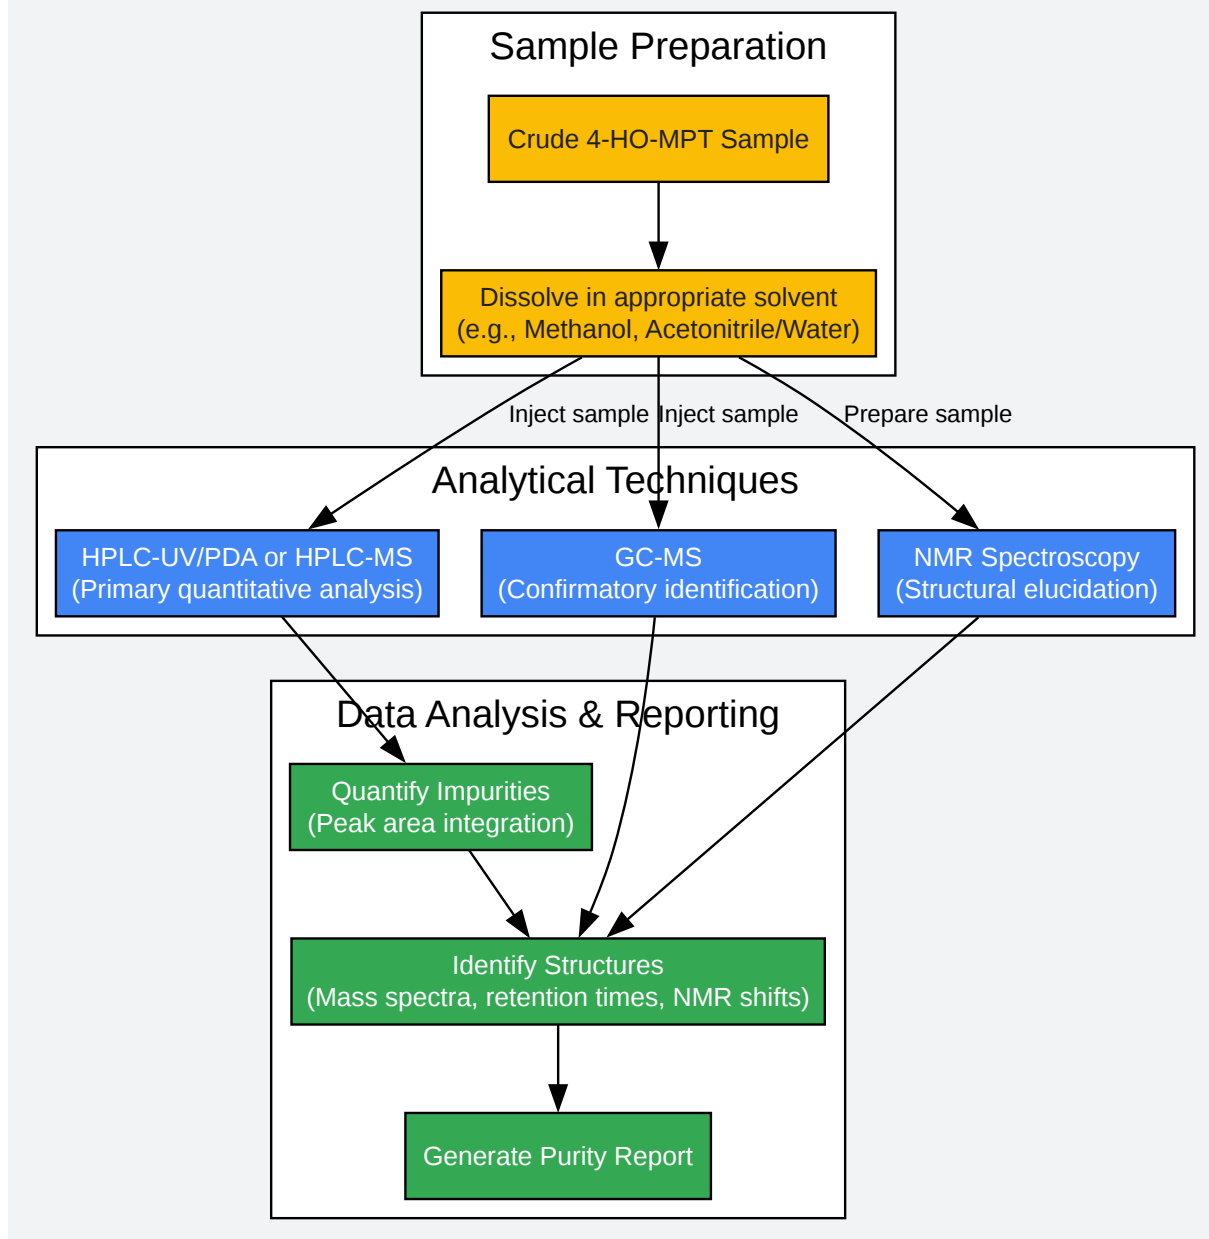 Sample Preparation
Crude 4-HO-MPT Sample
Dissolve in appropriate solvent
(e.g., Methanol, Acetonitrile/Water)
Inject sample
Inject sample
Prepare sample
Analytical Techniques
HPLC-UV/PDA or HPLC-MS
(Primary quantitative analysis)
GC-MS
(Confirmatory identification)
NMR Spectroscopy
(Structural elucidation)
Data Analysis & Reporting
Quantify Impurities
(Peak area integration)
Identify Structures
(Mass spectra, retention times, NMR shifts)
Generate Purity Report